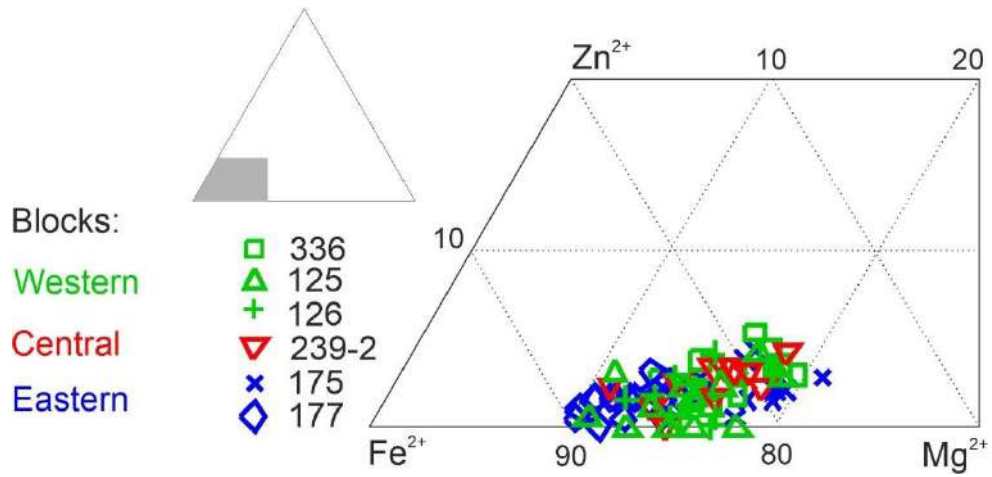 Zn²⁺ 10 20
Blocks:
10
336
Western 125
126
Central 239-2
175
Eastern 177
Fe²⁺ 90 80 Mg²⁺